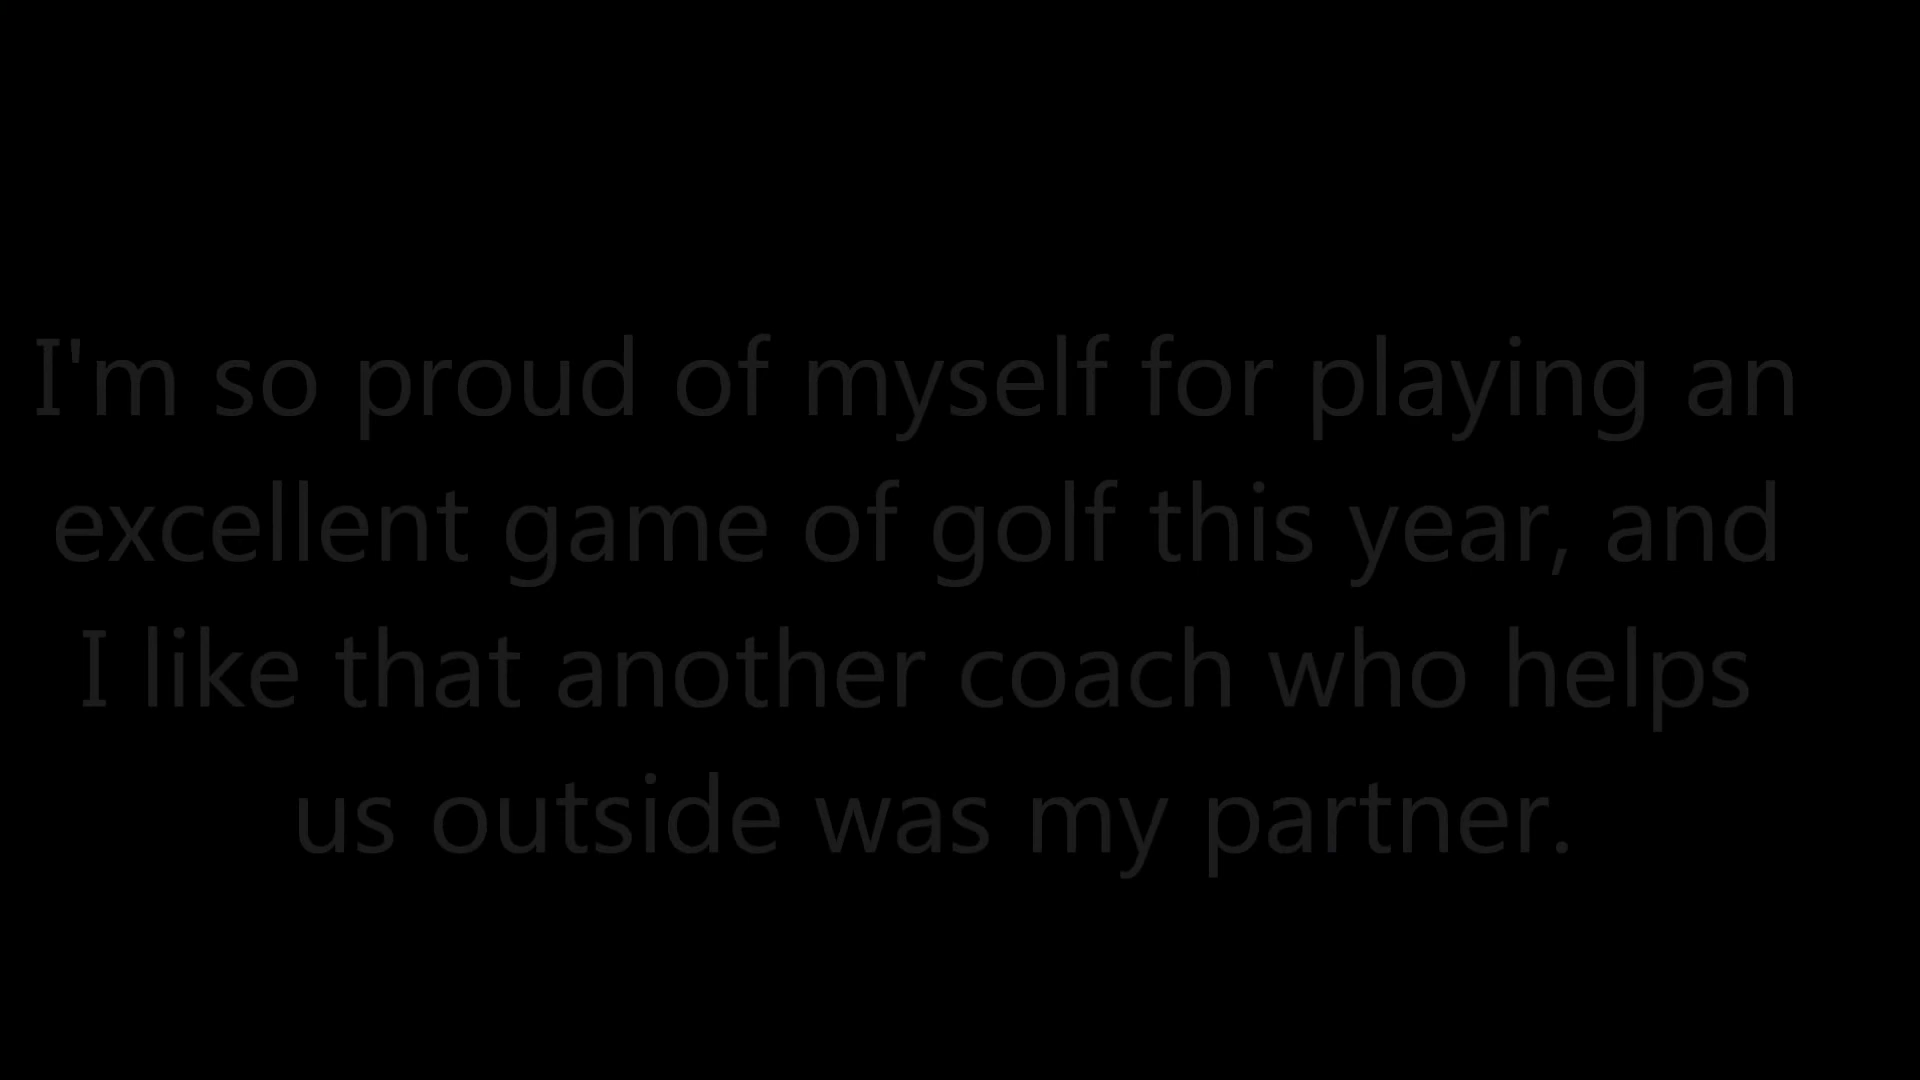 I'm so proud of myself for playing an
excellent game of golf this year, and
I like that another coach who helps
us outside was my partner.